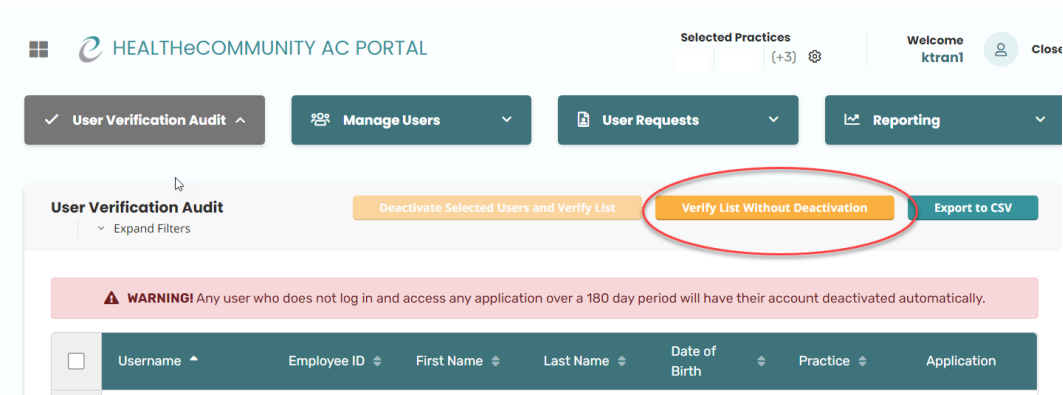 HEALTHeCOMMUNITY AC PORTAL
Selected Practices
(+3)
Welcome
ktran1
Close
User Verification Audit
Manage Users
User Requests
Reporting
User Verification Audit
Expand Filters
Deactivate Selected Users and Verify List
Verify List Without Deactivation
Export to CSV
WARNING! Any user who does not log in and access any application over a 180 day period will have their account deactivated automatically.
Username
Employee ID
First Name
Last Name
Date of
Birth
Practice
Application